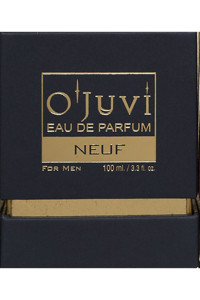 O'Juvi
EAU DE PARFUM
NEUF
FOR MEN 100 ml. / 3.3 fl. oz.